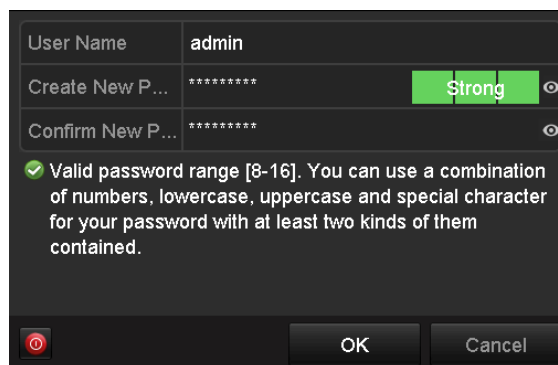 User Name admin
Create New P... ********* Strong
Confirm New P... *********
Valid password range [8-16]. You can use a combination
of numbers, lowercase, uppercase and special character
for your password with at least two kinds of them
contained.
OK Cancel